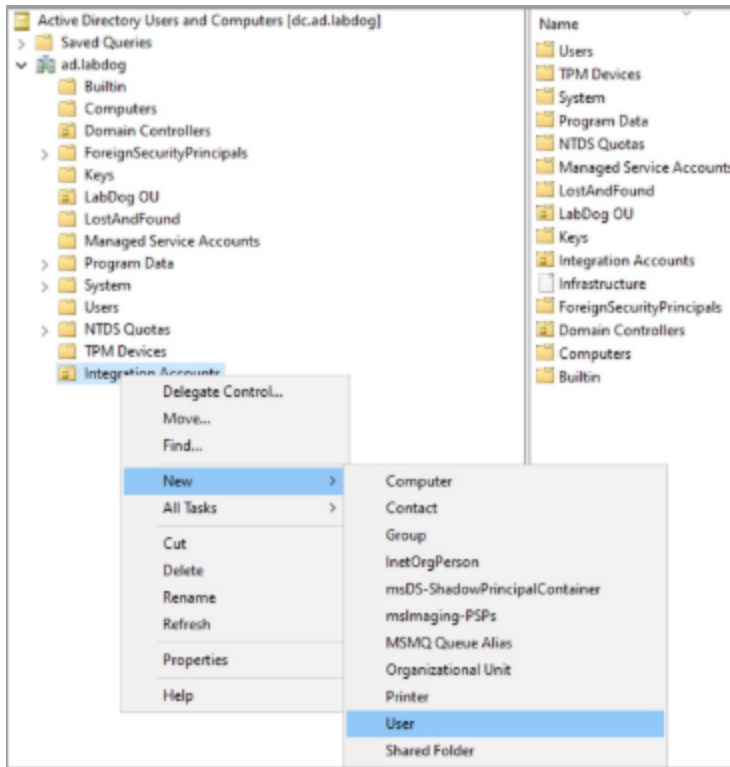 Active Directory Users and Computers [dc.ad.labdog]
Saved Queries
ad.labdog
Builtin
Computers
Domain Controllers
ForeignSecurityPrincipals
Keys
LabDog OU
LostAndFound
Managed Service Accounts
Program Data
System
Users
NTDS Quotas
TPM Devices
Integration Accounts
Delegate Control...
Move...
Find...
New
All Tasks
Cut
Delete
Rename
Refresh
Properties
Help
Computer
Contact
Group
InetOrgPerson
msDS-ShadowPrincipalContainer
msImaging-PSPs
MSMQ Queue Alias
Organizational Unit
Printer
User
Shared Folder
Name
Users
TPM Devices
System
Program Data
NTDS Quotas
Managed Service Accounts
LostAndFound
LabDog OU
Keys
Integration Accounts
Infrastructure
ForeignSecurityPrincipals
Domain Controllers
Computers
Builtin